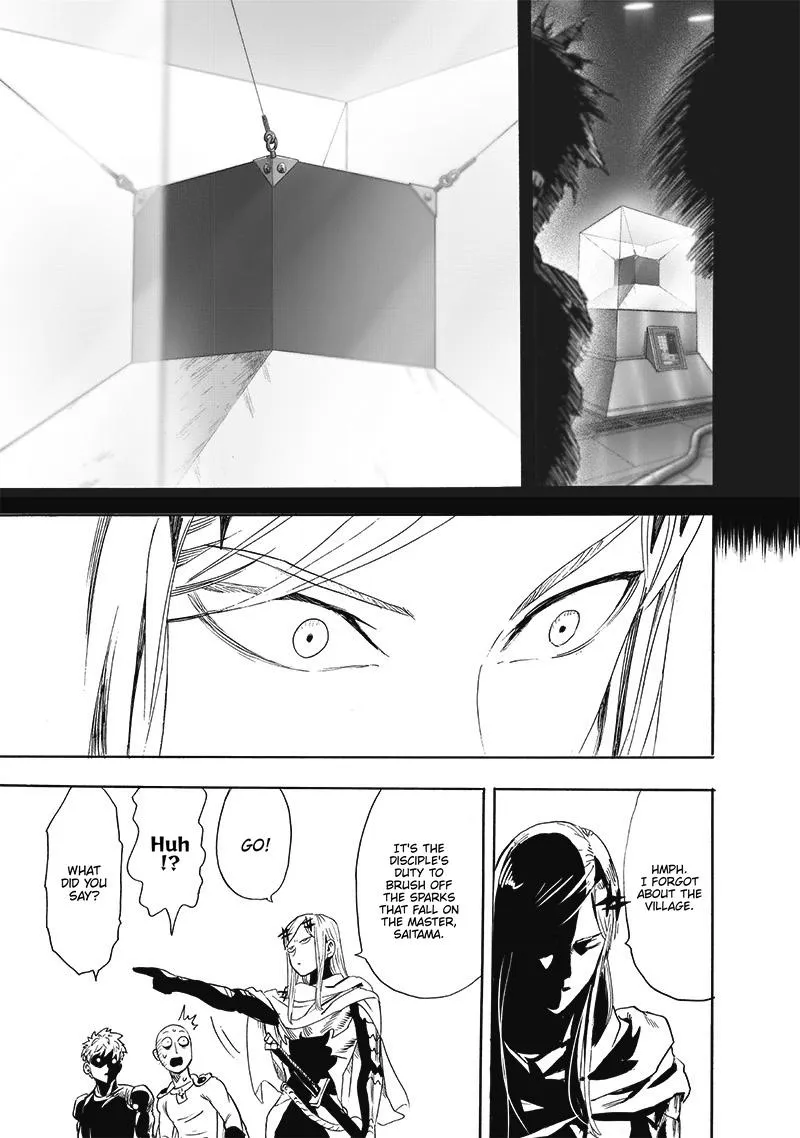 HMPH.
I FORGOT
ABOUT THE
VILLAGE.
IT'S THE
DISCIPLE'S
DUTY TO
BRUSH OFF
THE SPARKS
THAT FALL ON
THE MASTER,
SAITAMA.
GO!
Huh
!?
WHAT
DID YOU
SAY?